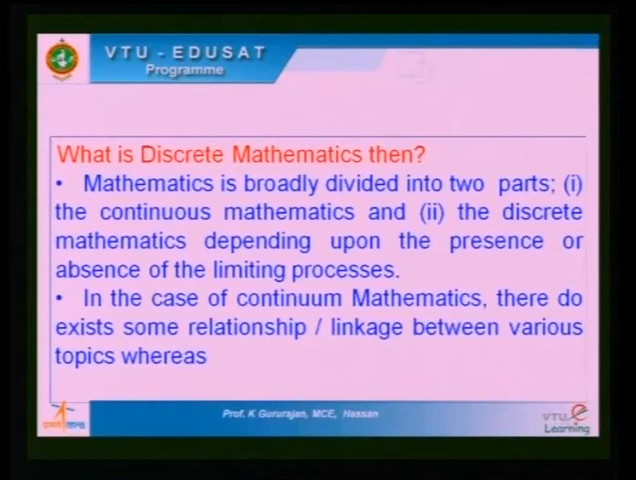 VTU - EDUSAT
Programme
What is Discrete Mathematics then?
• Mathematics is broadly divided into two parts; (i)
the continuous mathematics and (ii) the discrete
mathematics depending upon the presence or
absence of the limiting processes.
• In the case of continuum Mathematics, there do
exists some relationship / linkage between various
topics whereas
Prof. K Gururajan, MCE, Hassan
VTU e
Learning